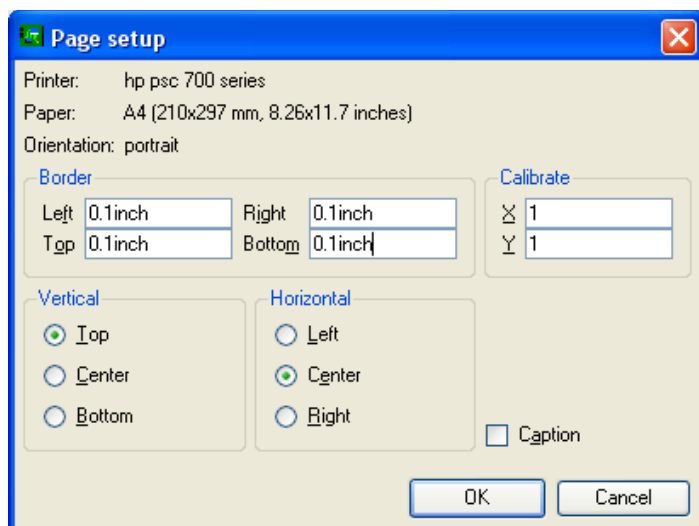 Page setup
Printer: hp psc 700 series
Paper: A4 (210x297 mm, 8.26x11.7 inches)
Orientation: portrait
Border
Left 0.1inch Right 0.1inch
Top 0.1inch Bottom 0.1inch
Calibrate
X 1
Y 1
Vertical
Top
Center
Bottom
Horizontal
Left
Center
Right
Caption
OK Cancel